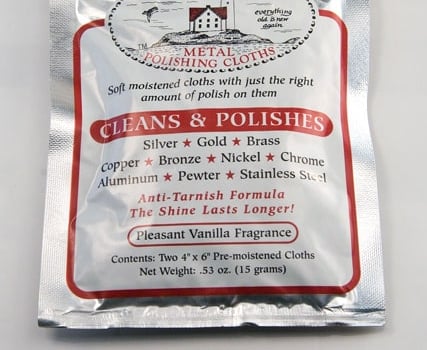 everything
old is new
again
™
METAL
POLISHING CLOTHS
Soft moistened cloths with just the right
amount of polish on them
CLEANS & POLISHES
Silver ★ Gold ★ Brass
Copper ★ Bronze ★ Nickel ★ Chrome
Aluminum ★ Pewter ★ Stainless Steel
Anti-Tarnish Formula
The Shine Lasts Longer!
Pleasant Vanilla Fragrance
Contents: Two 4" x 6" Pre-moistened Cloths
Net Weight: .53 oz. (15 grams)